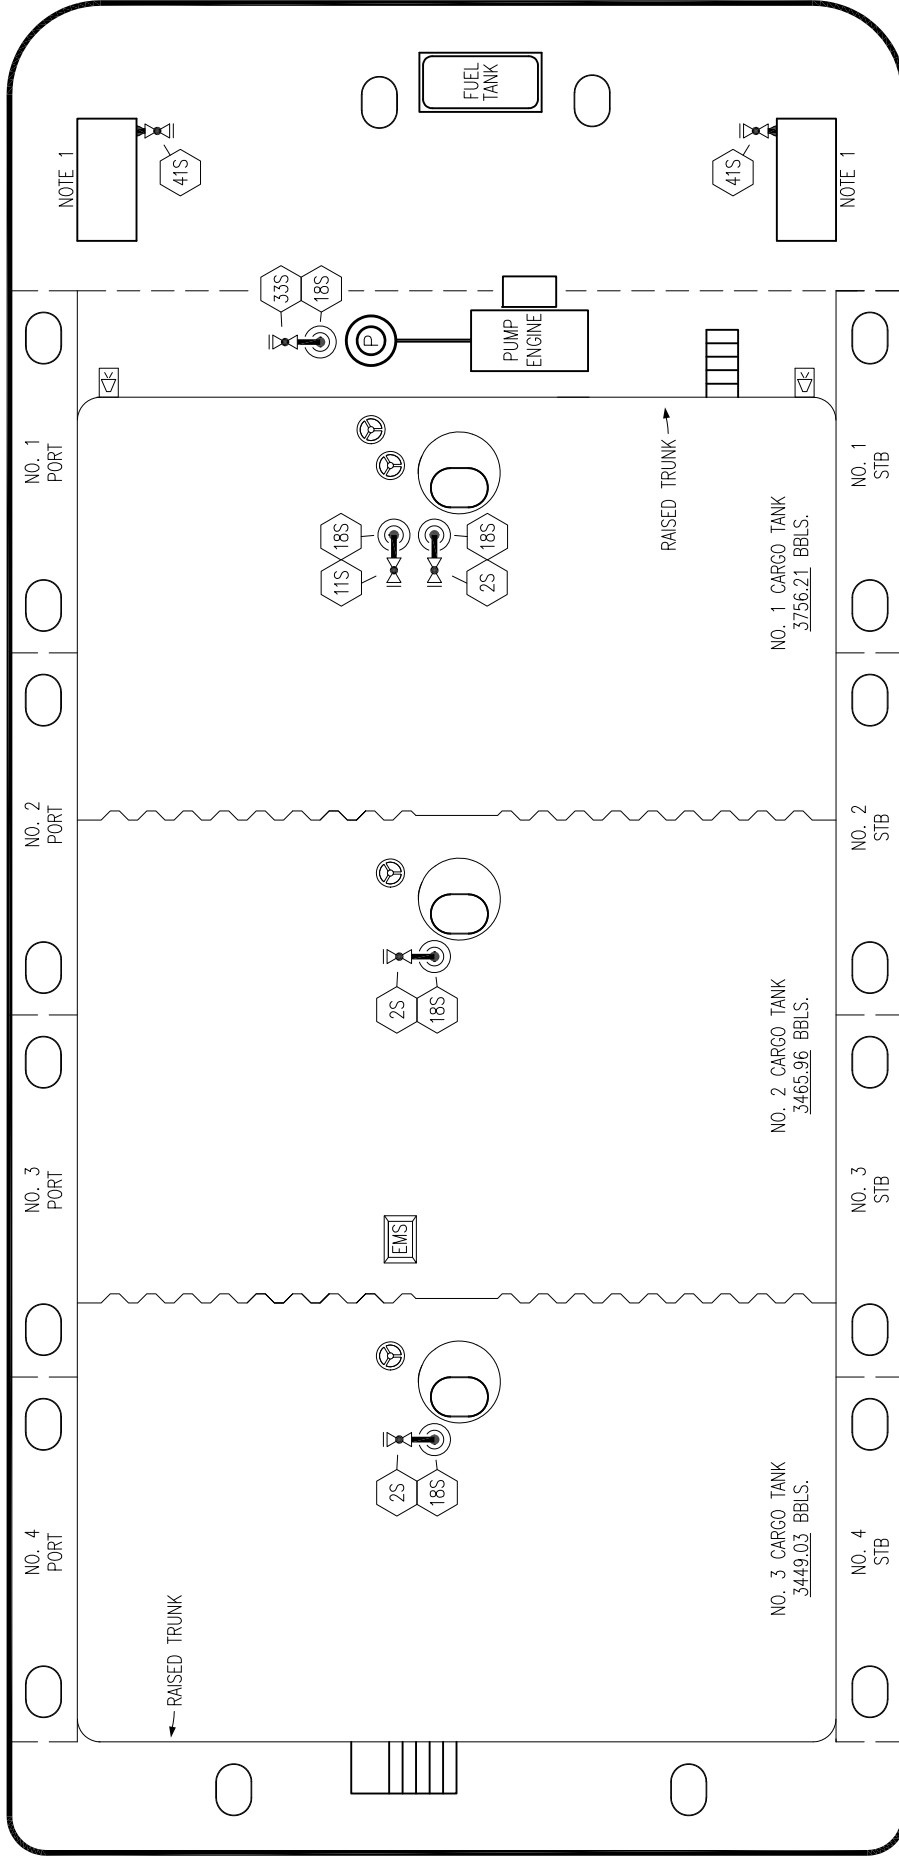 FUEL
TANK
NOTE 1
41S
41S
NOTE 1
33S
18S
P
PUMP
ENGINE
NO. 1
PORT
RAISED TRUNK
NO. 1
STB
18S
11S
18S
2S
NO. 1 CARGO TANK
3756.21 BBLS.
NO. 2
PORT
NO. 2
STB
2S
18S
NO. 2 CARGO TANK
3465.96 BBLS.
NO. 3
PORT
EMS
NO. 3
STB
2S
18S
NO. 3 CARGO TANK
3449.03 BBLS.
NO. 4
PORT
NO. 4
STB
RAISED TRUNK